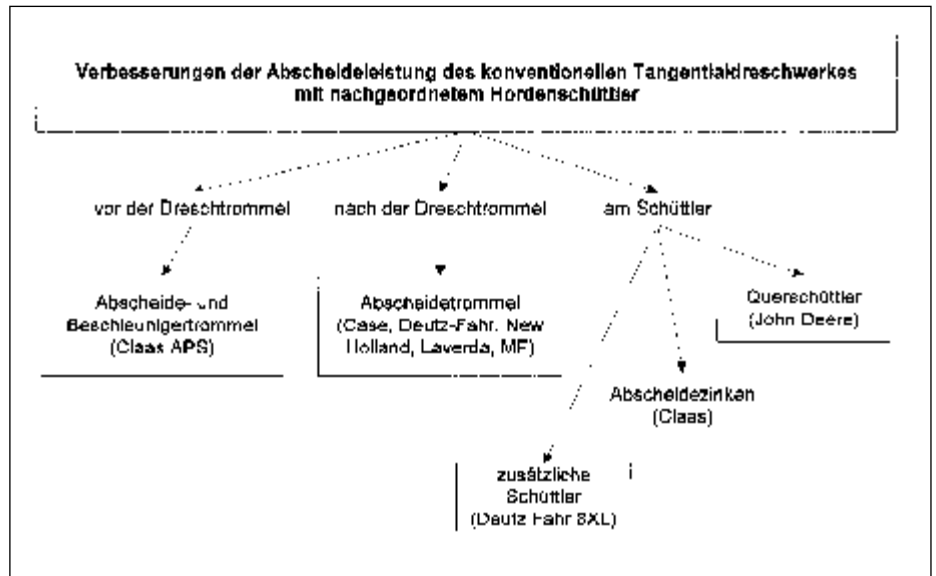 Verbesserungen der Abscheideleistung des konventionellen Tangentialdreschwerkes
mit nachgeordnetem Hordenschüttler
vor der Dreschtrommel
nach der Dreschtrommel
am Schüttler
Abscheide- und
Beschleunigertrommel
(Claas APS)
Abscheidetrommel
(Case, Deutz-Fahr, New
Holland, Laverda, MF)
Querschüttler
(John Deere)
Abscheidezinken
(Claas)
zusätzliche
Schüttler
(Deutz Fahr 8XL)